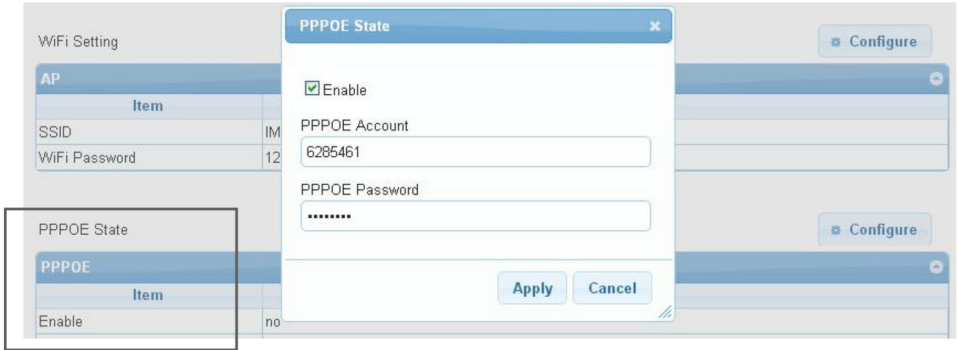 WiFi Setting
Configure
AP
Item
SSID
IM
WiFi Password
12
PPPOE State
Configure
PPPOE
Item
Enable
no
PPPOE State
Enable
PPPOE Account
6285461
PPPOE Password
••••••••
Apply
Cancel